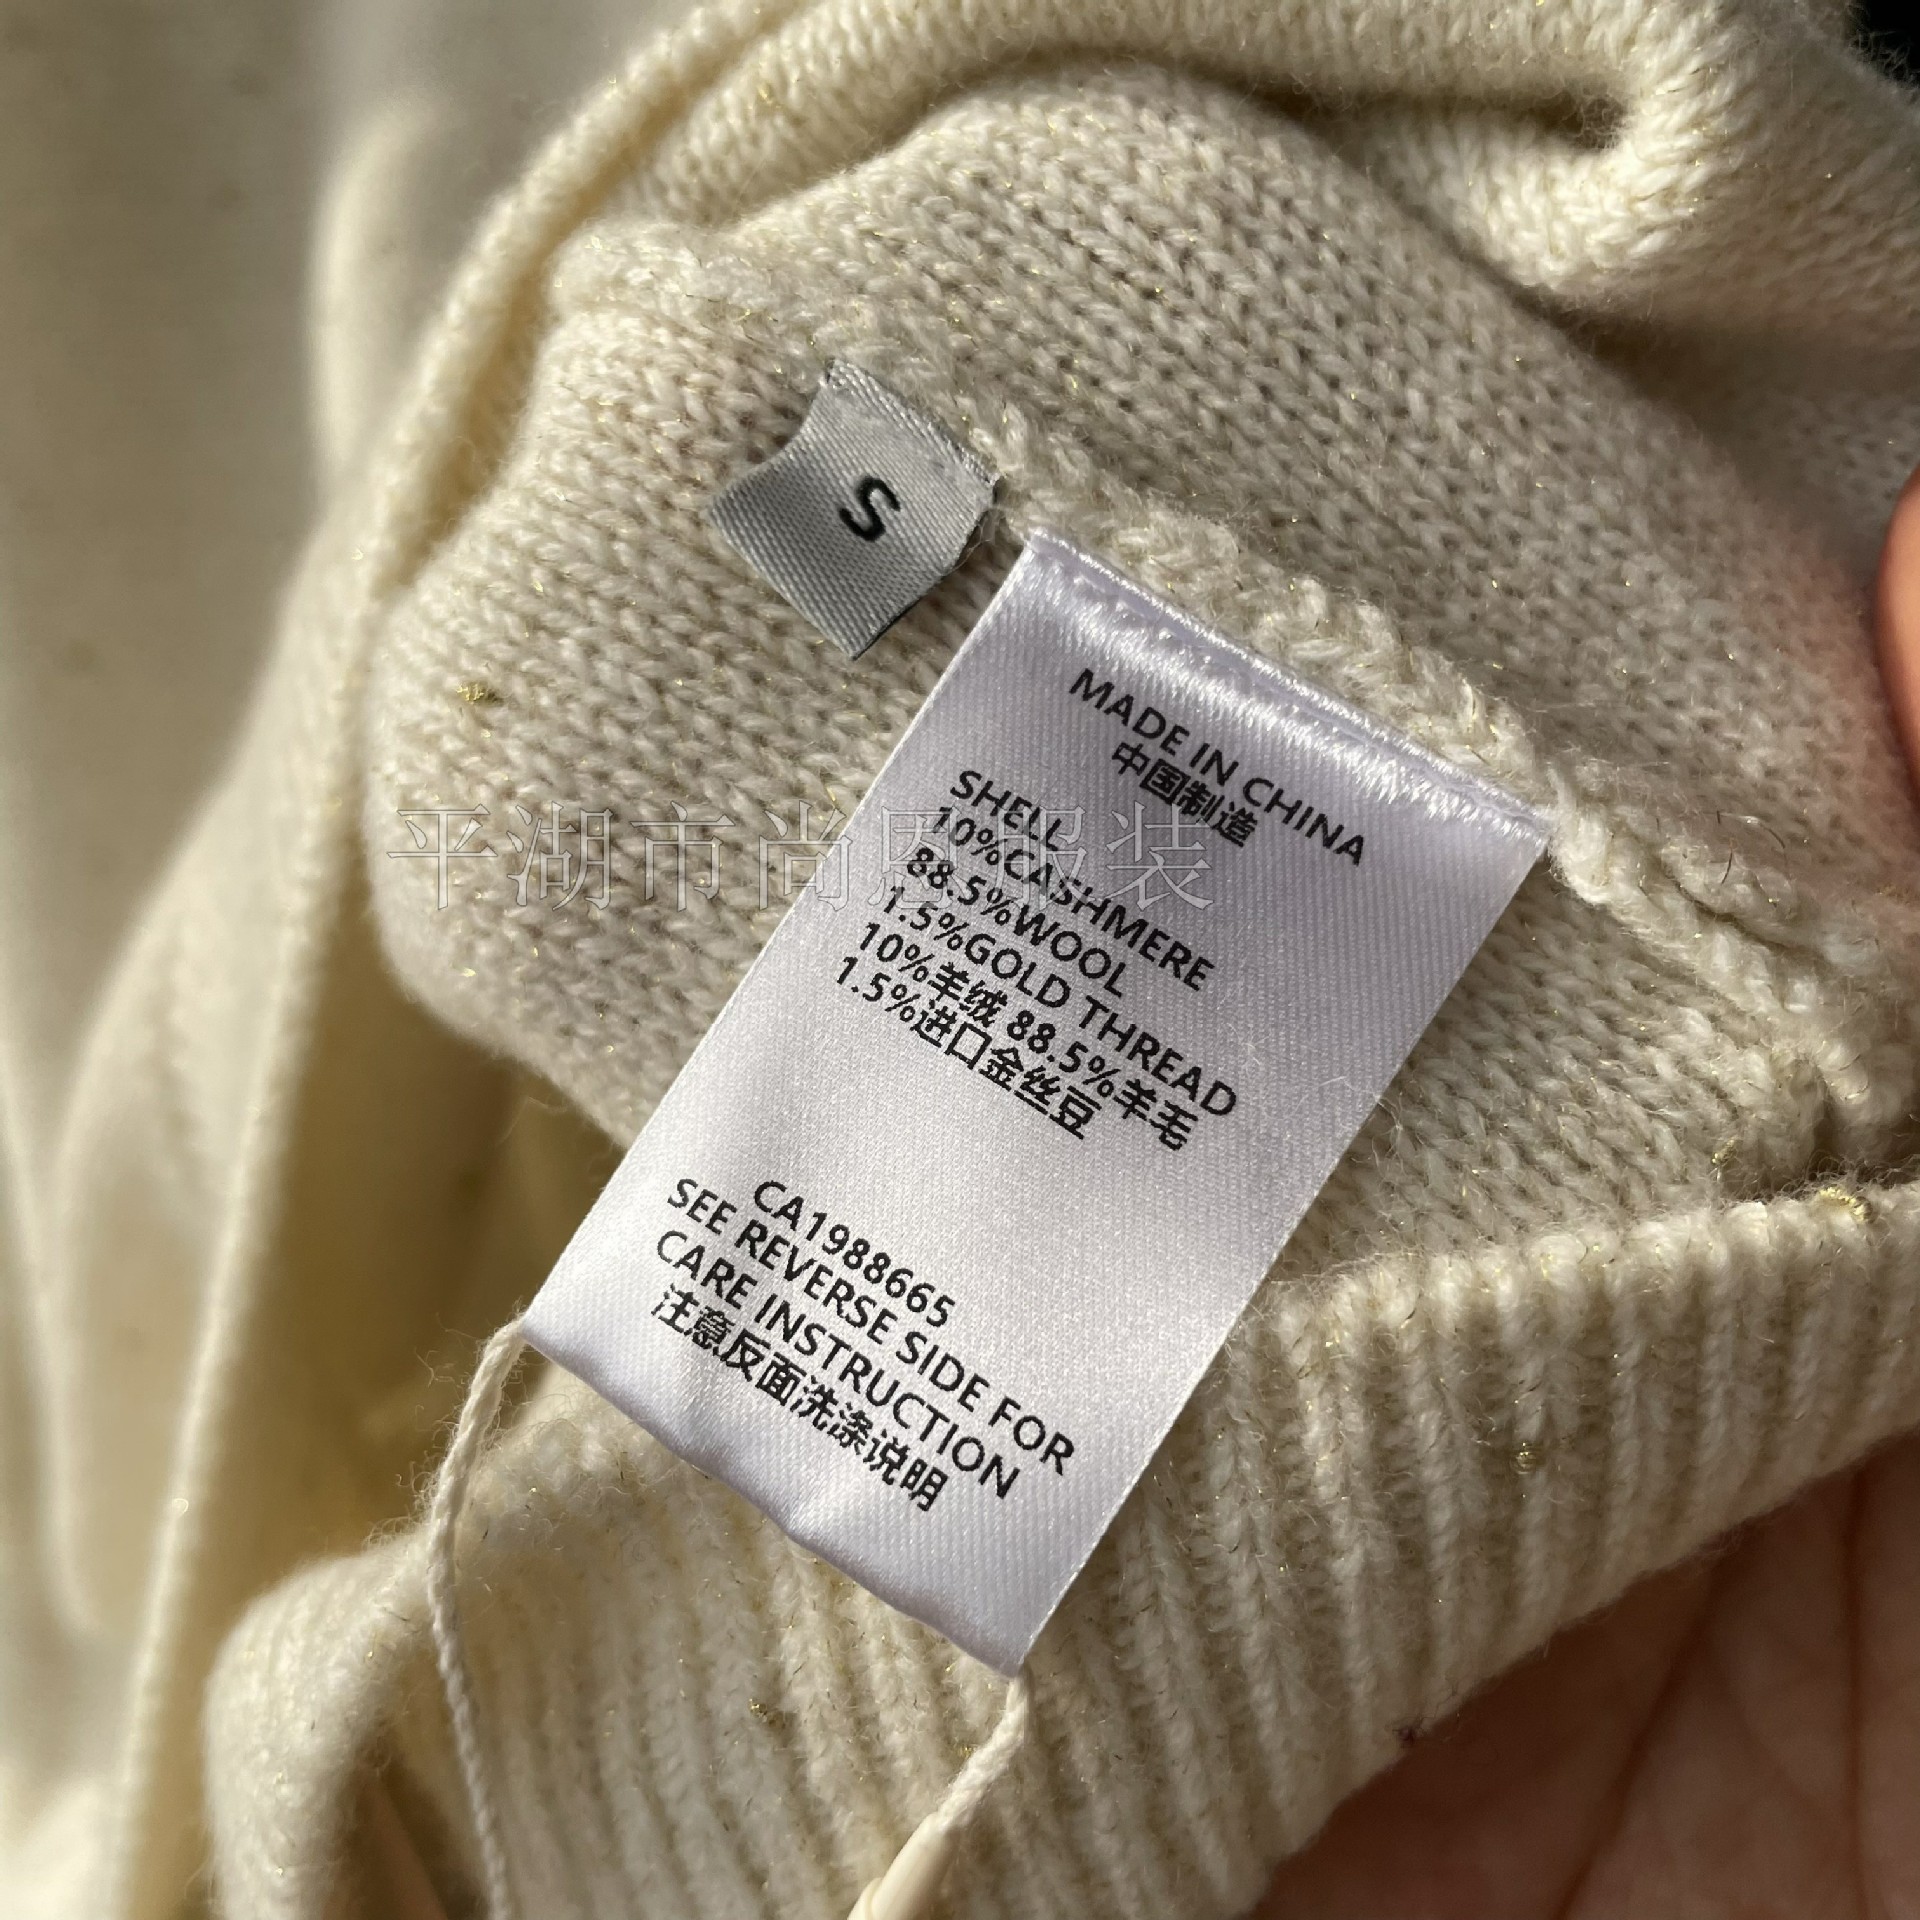 S
MADE IN CHINA
中国制造
SHELL
10%CASHMERE
88.5%WOOL
1.5%GOLD THREAD
10%羊绒 88.5%羊毛
1.5%进口金丝豆
CA1988665
SEE REVERSE SIDE FOR
CARE INSTRUCTION
注意反面洗涤说明
平湖市尚恩服装